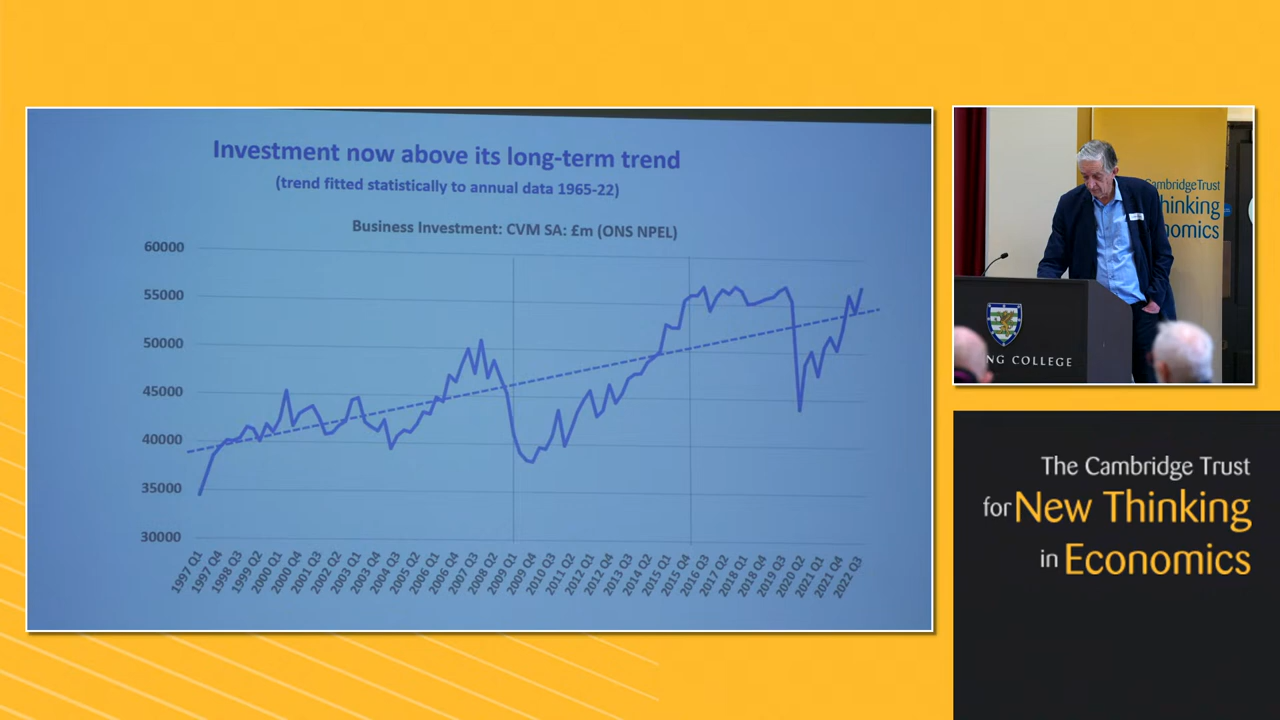 Investment now above its long-term trend
(trend fitted statistically to annual data 1965-22)
Business Investment: CVM SA: £m (ONS NPEL)
60000
55000
50000
45000
40000
35000
30000
1997 Q1
1997 Q4
1998 Q3
1999 Q2
2000 Q1
2000 Q4
2001 Q3
2002 Q2
2003 Q1
2003 Q4
2004 Q3
2005 Q2
2006 Q1
2006 Q4
2007 Q3
2008 Q2
2009 Q1
2009 Q4
2010 Q3
2011 Q2
2012 Q1
2012 Q4
2013 Q3
2014 Q2
2015 Q1
2015 Q4
2016 Q3
2017 Q2
2018 Q1
2018 Q4
2019 Q3
2020 Q2
2021 Q1
2021 Q4
2022 Q3
CambridgeTrust
hinking
nomics
NG COLLEGE
The Cambridge Trust
for New Thinking
in Economics